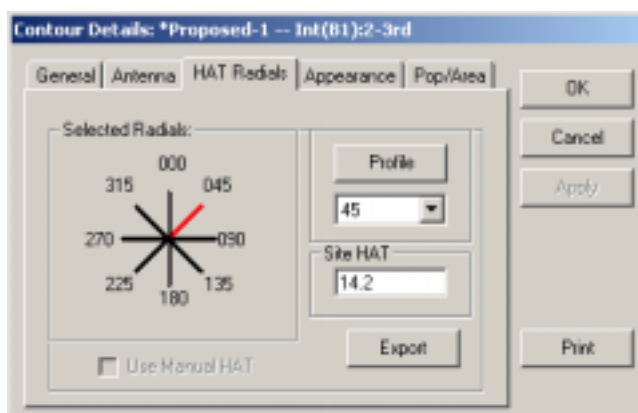 Contour Details: *Proposed-1 -- Int(B1):2-3rd
General
Antenna
HAT Radials
Appearance
Pop/Area
OK
Cancel
Apply
Print
Selected Radials:
000
315
045
270
090
225
135
180
Profile
45
Site HAT
14.2
Use Manual HAT
Export